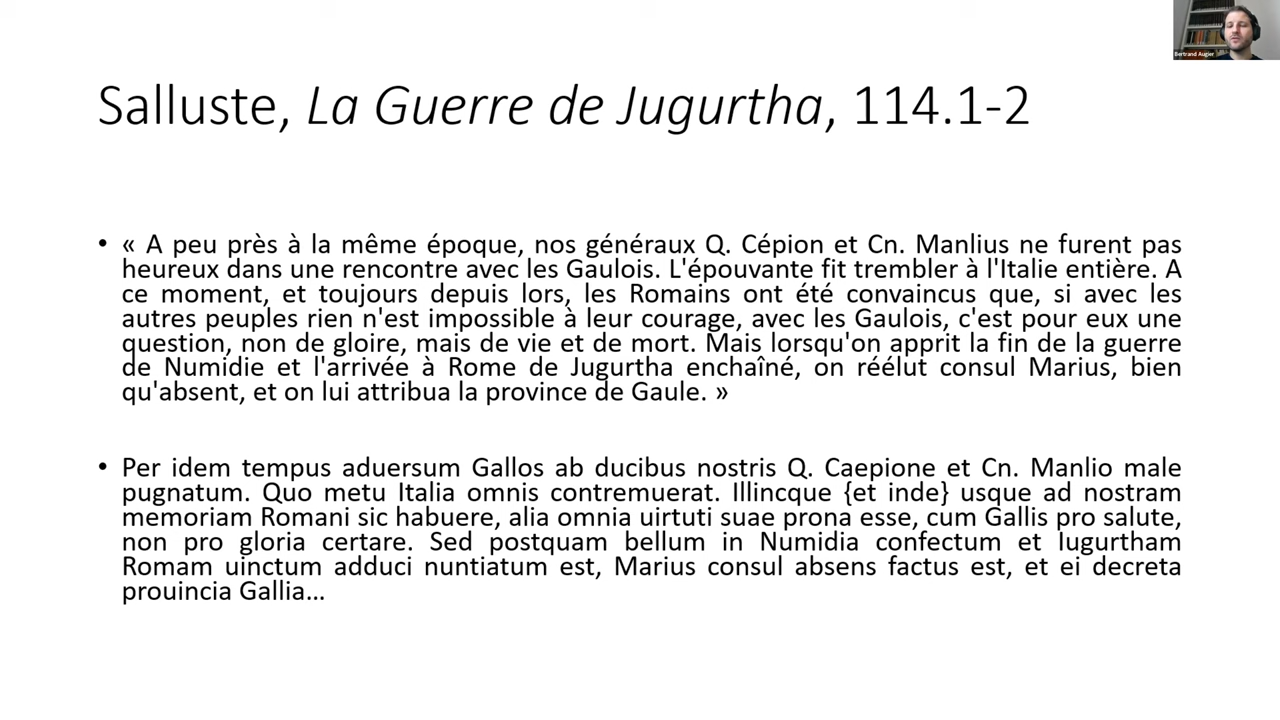 Bertrand Augier
Salluste, La Guerre de Jugurtha, 114.1-2
• « A peu près à la même époque, nos généraux Q. Cépion et Cn. Manlius ne furent pas
heureux dans une rencontre avec les Gaulois. L'épouvante fit trembler à l'Italie entière. A
ce moment, et toujours depuis lors, les Romains ont été convaincus que, si avec les
autres peuples rien n'est impossible à leur courage, avec les Gaulois, c'est pour eux une
question, non de gloire, mais de vie et de mort. Mais lorsqu'on apprit la fin de la guerre
de Numidie et l'arrivée à Rome de Jugurtha enchaîné, on réélut consul Marius, bien
qu'absent, et on lui attribua la province de Gaule. »
• Per idem tempus aduersum Gallos ab ducibus nostris Q. Caepione et Cn. Manlio male
pugnatum. Quo metu Italia omnis contremuerat. Illincque {et inde} usque ad nostram
memoriam Romani sic habuere, alia omnia uirtuti suae prona esse, cum Gallis pro salute,
non pro gloria certare. Sed postquam bellum in Numidia confectum et Iugurtham
Romam uinctum adduci nuntiatum est, Marius consul absens factus est, et ei decreta
prouincia Gallia…